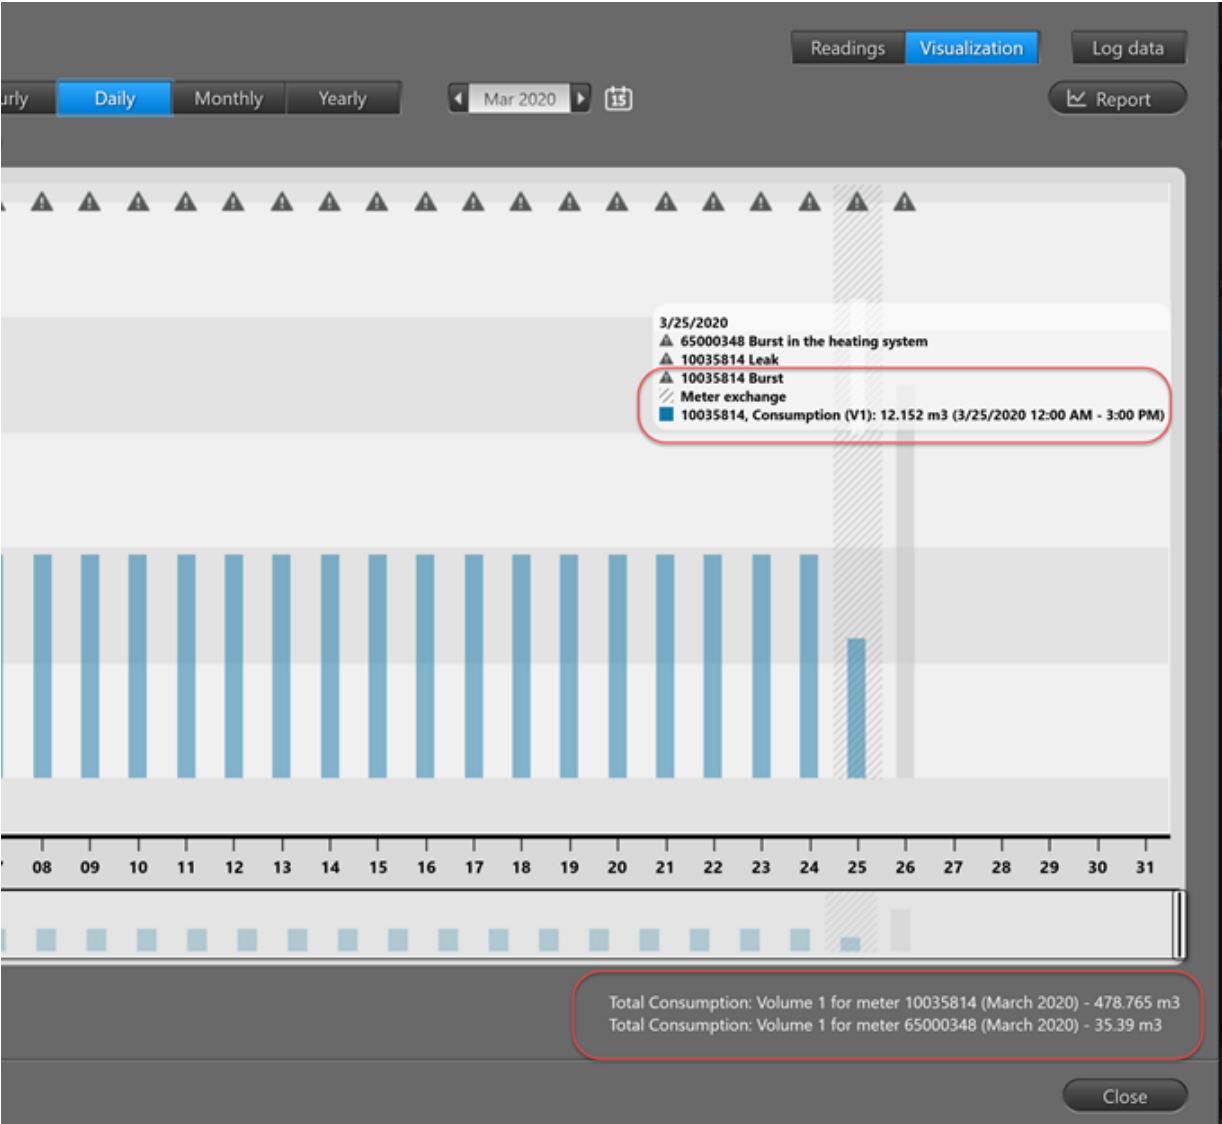 Readings Visualization Log data
urly Daily Monthly Yearly Mar 2020 15 Report
3/25/2020
65000348 Burst in the heating system
10035814 Leak
10035814 Burst
Meter exchange
10035814, Consumption (V1): 12.152 m3 (3/25/2020 12:00 AM - 3:00 PM)
08 09 10 11 12 13 14 15 16 17 18 19 20 21 22 23 24 25 26 27 28 29 30 31
Total Consumption: Volume 1 for meter 10035814 (March 2020) - 478.765 m3
Total Consumption: Volume 1 for meter 65000348 (March 2020) - 35.39 m3
Close